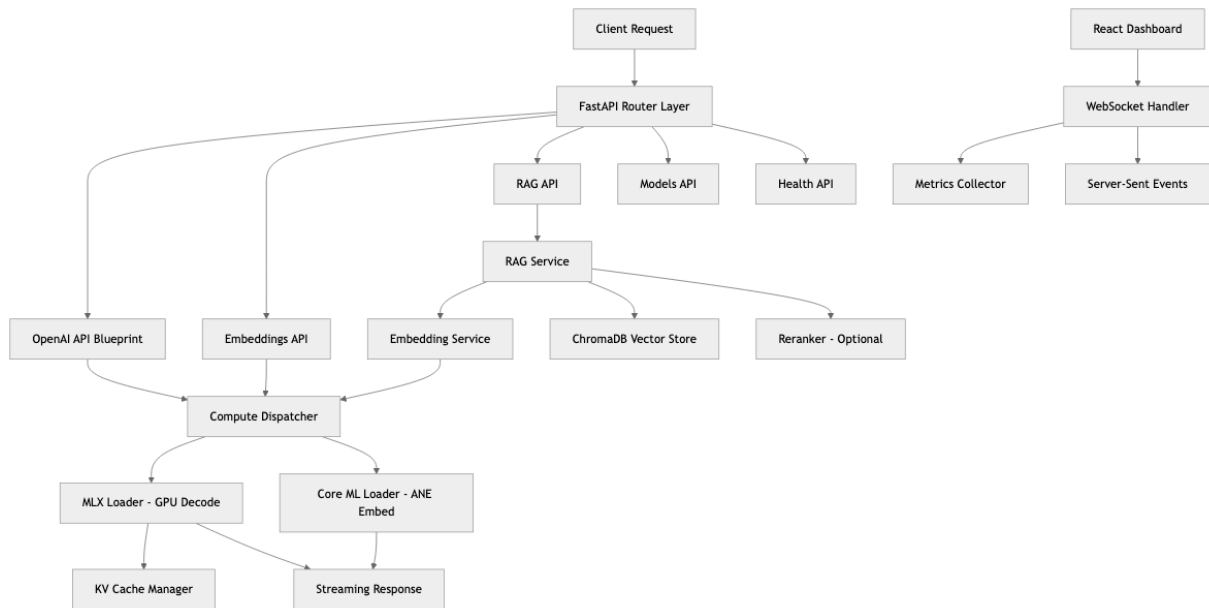 Client Request
React Dashboard
FastAPI Router Layer
WebSocket Handler
RAG API
Models API
Health API
Metrics Collector
Server-Sent Events
RAG Service
OpenAI API Blueprint
Embeddings API
Embedding Service
ChromaDB Vector Store
Reranker - Optional
Compute Dispatcher
MLX Loader - GPU Decode
Core ML Loader - ANE
Embed
KV Cache Manager
Streaming Response